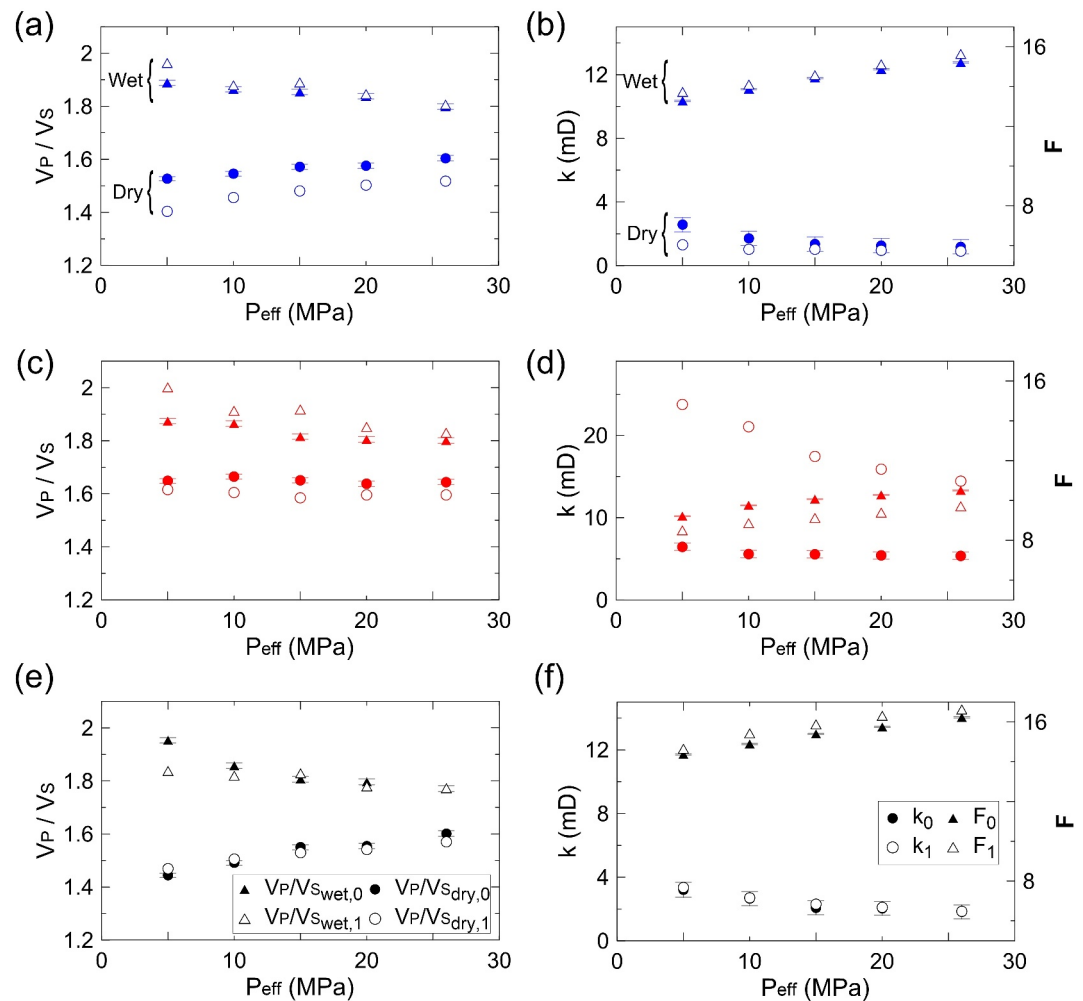 (a)
2
1.8
1.6
1.4
1.2
VP / VS
Wet
Dry
0 10 20 30
Peff (MPa)
(b)
12
8
4
0
k (mD)
Wet
Dry
16
8
F
0 10 20 30
Peff (MPa)
(c)
2
1.8
1.6
1.4
1.2
VP / VS
0 10 20 30
Peff (MPa)
(d)
20
10
0
k (mD)
16
8
F
0 10 20 30
Peff (MPa)
(e)
2
1.8
1.6
1.4
1.2
VP / VS
VP/VSwet,0 VP/VSdry,0
VP/VSwet,1 VP/VSdry,1
0 10 20 30
Peff (MPa)
(f)
12
8
4
0
k (mD)
k0 F0
k1 F1
16
8
F
0 10 20 30
Peff (MPa)